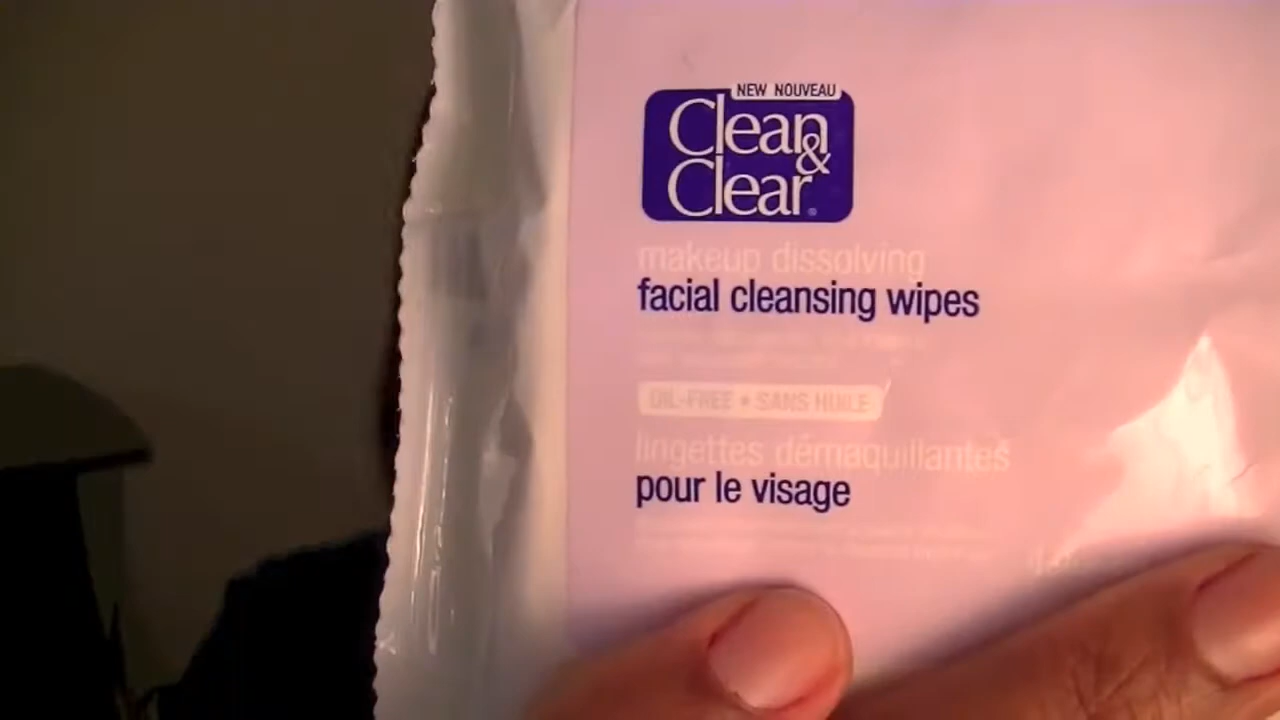 NEW NOUVEAU
Clean
&
Clear®
makeup dissolving
facial cleansing wipes
OIL-FREE • SANS HUILE
lingettes démaquillantes
pour le visage